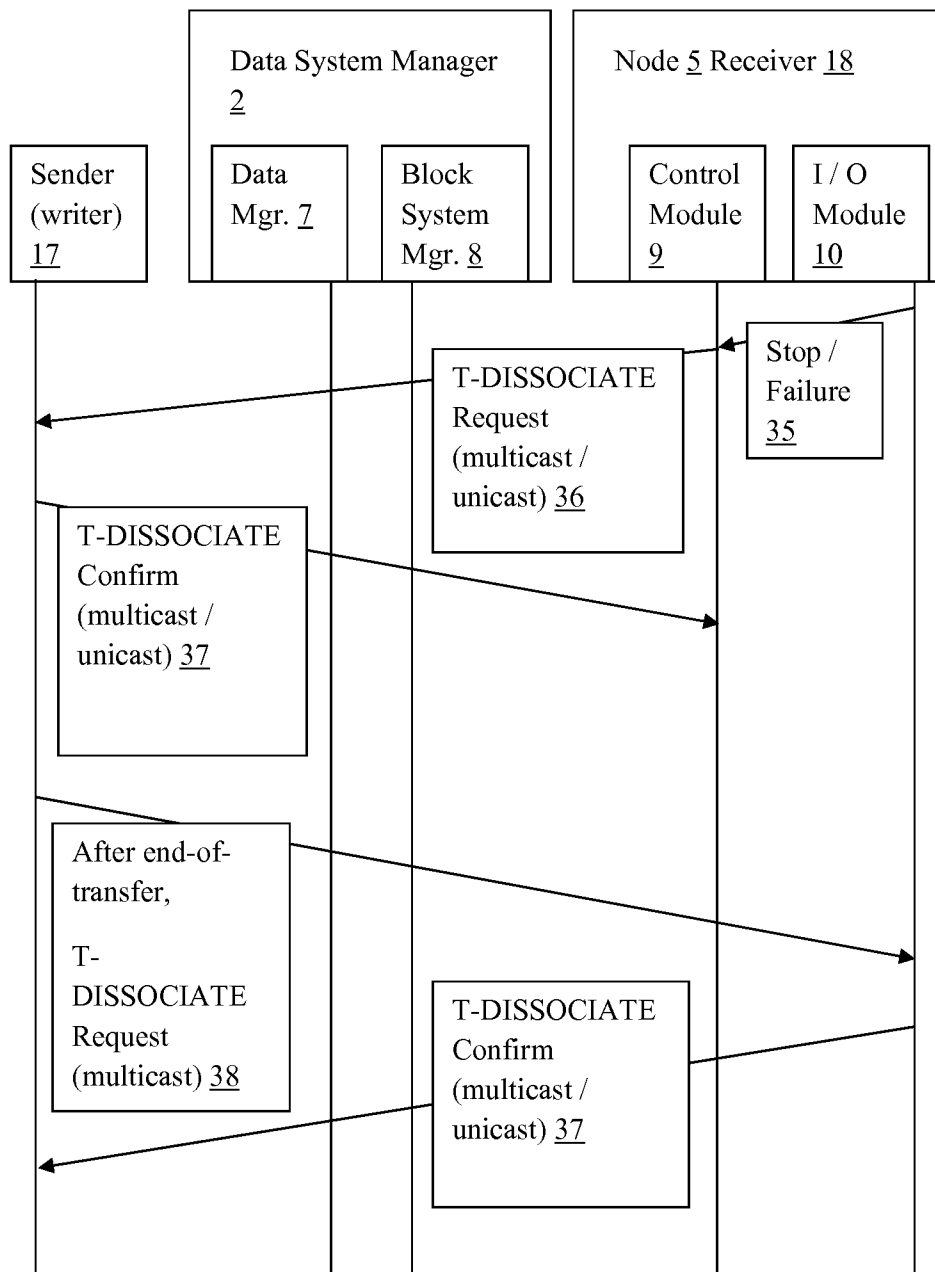 Data System Manager
2
Node 5 Receiver 18
Sender
(writer)
17
Data
Mgr. 7
Block
System
Mgr. 8
Control
Module
9
I / O
Module
10
Stop /
Failure
35
T-DISSOCIATE
Request
(multicast /
unicast) 36
T-DISSOCIATE
Confirm
(multicast /
unicast) 37
After end-of-
transfer,
T-
DISSOCIATE
Request
(multicast) 38
T-DISSOCIATE
Confirm
(multicast /
unicast) 37